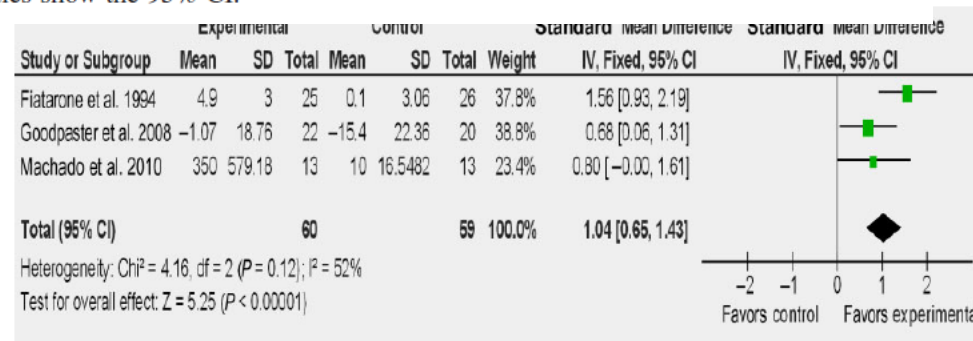 show the 95% CI.
Experimental Control Standard Mean Difference Standard Mean Difference
Study or Subgroup Mean SD Total Mean SD Total Weight IV, Fixed, 95% CI IV, Fixed, 95% CI
Fiatarone et al. 1994 4.9 3 25 0.1 3.06 26 37.8% 1.56 [0.93, 2.19]
Goodpaster et al. 2008 −1.07 18.76 22 −15.4 22.36 20 38.8% 0.68 [0.06, 1.31]
Machado et al. 2010 350 579.18 13 10 16.5482 13 23.4% 0.80 [−0.00, 1.61]
Total (95% CI) 60 59 100.0% 1.04 [0.65, 1.43]
Heterogeneity: Chi² = 4.16, df = 2 (P = 0.12); I² = 52%
Test for overall effect: Z = 5.25 (P < 0.00001)
−2 −1 0 1 2
Favors control Favors experimenta